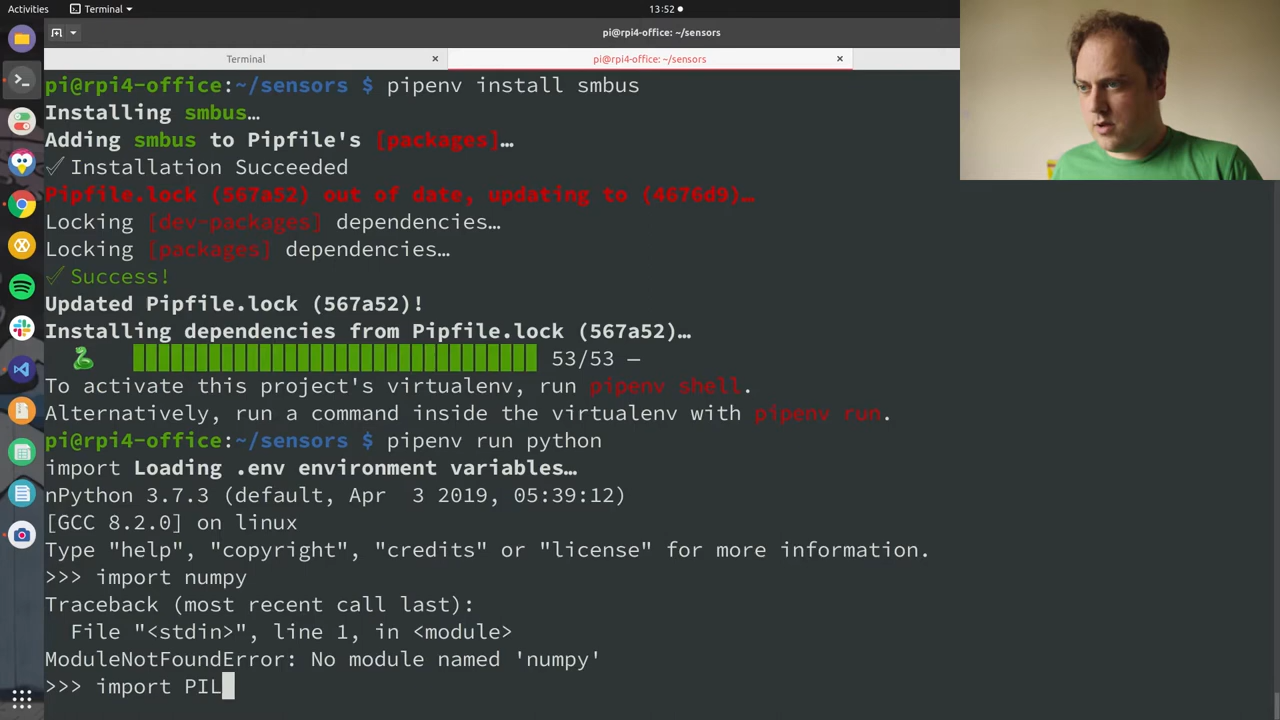 Activities
Terminal
13:52
pi@rpi4-office: ~/sensors
Terminal
pi@rpi4-office: ~/sensors
pi@rpi4-office:~/sensors $ pipenv install smbus
Installing smbus…
Adding smbus to Pipfile's [packages]…
✓ Installation Succeeded
Pipfile.lock (567a52) out of date, updating to (4676d9)…
Locking [dev-packages] dependencies…
Locking [packages] dependencies…
✓ Success!
Updated Pipfile.lock (567a52)!
Installing dependencies from Pipfile.lock (567a52)…
53/53 —
To activate this project's virtualenv, run pipenv shell.
Alternatively, run a command inside the virtualenv with pipenv run.
pi@rpi4-office:~/sensors $ pipenv run python
import Loading .env environment variables…
nPython 3.7.3 (default, Apr  3 2019, 05:39:12)
[GCC 8.2.0] on linux
Type "help", "copyright", "credits" or "license" for more information.
>>> import numpy
Traceback (most recent call last):
  File "<stdin>", line 1, in <module>
ModuleNotFoundError: No module named 'numpy'
>>> import PIL